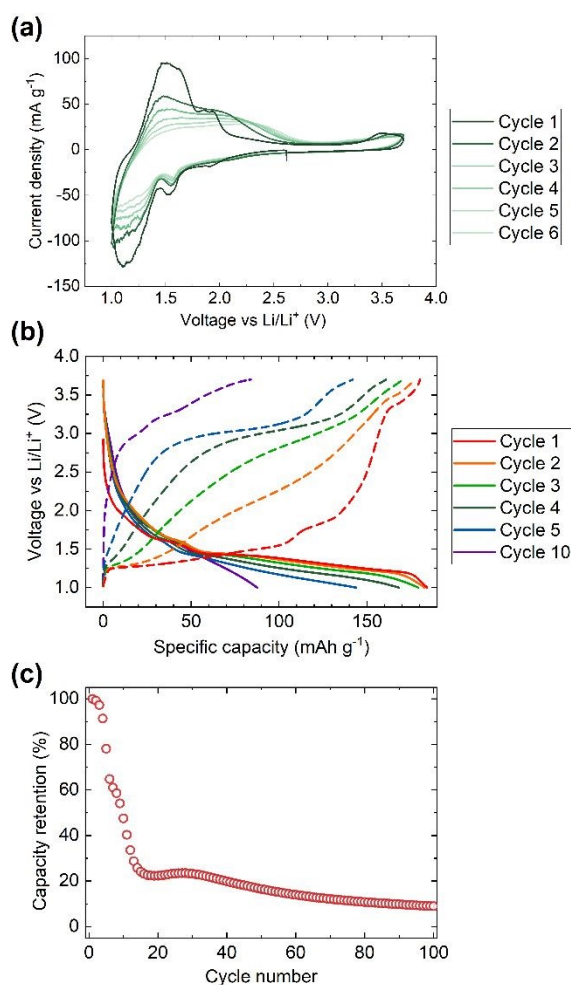 (a)
100
50
0
-50
-100
-150
Current density (mA g⁻¹)
1.0 1.5 2.0 2.5 3.0 3.5 4.0
Voltage vs Li/Li⁺ (V)
Cycle 1
Cycle 2
Cycle 3
Cycle 4
Cycle 5
Cycle 6
(b)
4.0
3.5
3.0
2.5
2.0
1.5
1.0
Voltage vs Li/Li⁺ (V)
0 50 100 150
Specific capacity (mAh g⁻¹)
Cycle 1
Cycle 2
Cycle 3
Cycle 4
Cycle 5
Cycle 10
(c)
100
80
60
40
20
0
Capacity retention (%)
0 20 40 60 80 100
Cycle number